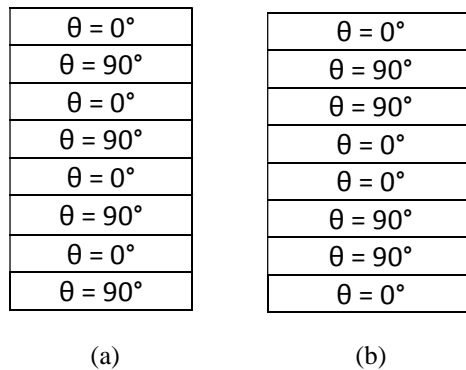 θ = 0°
θ = 90°
θ = 0°
θ = 90°
θ = 0°
θ = 90°
θ = 0°
θ = 90°
(a)
θ = 0°
θ = 90°
θ = 90°
θ = 0°
θ = 0°
θ = 90°
θ = 90°
θ = 0°
(b)